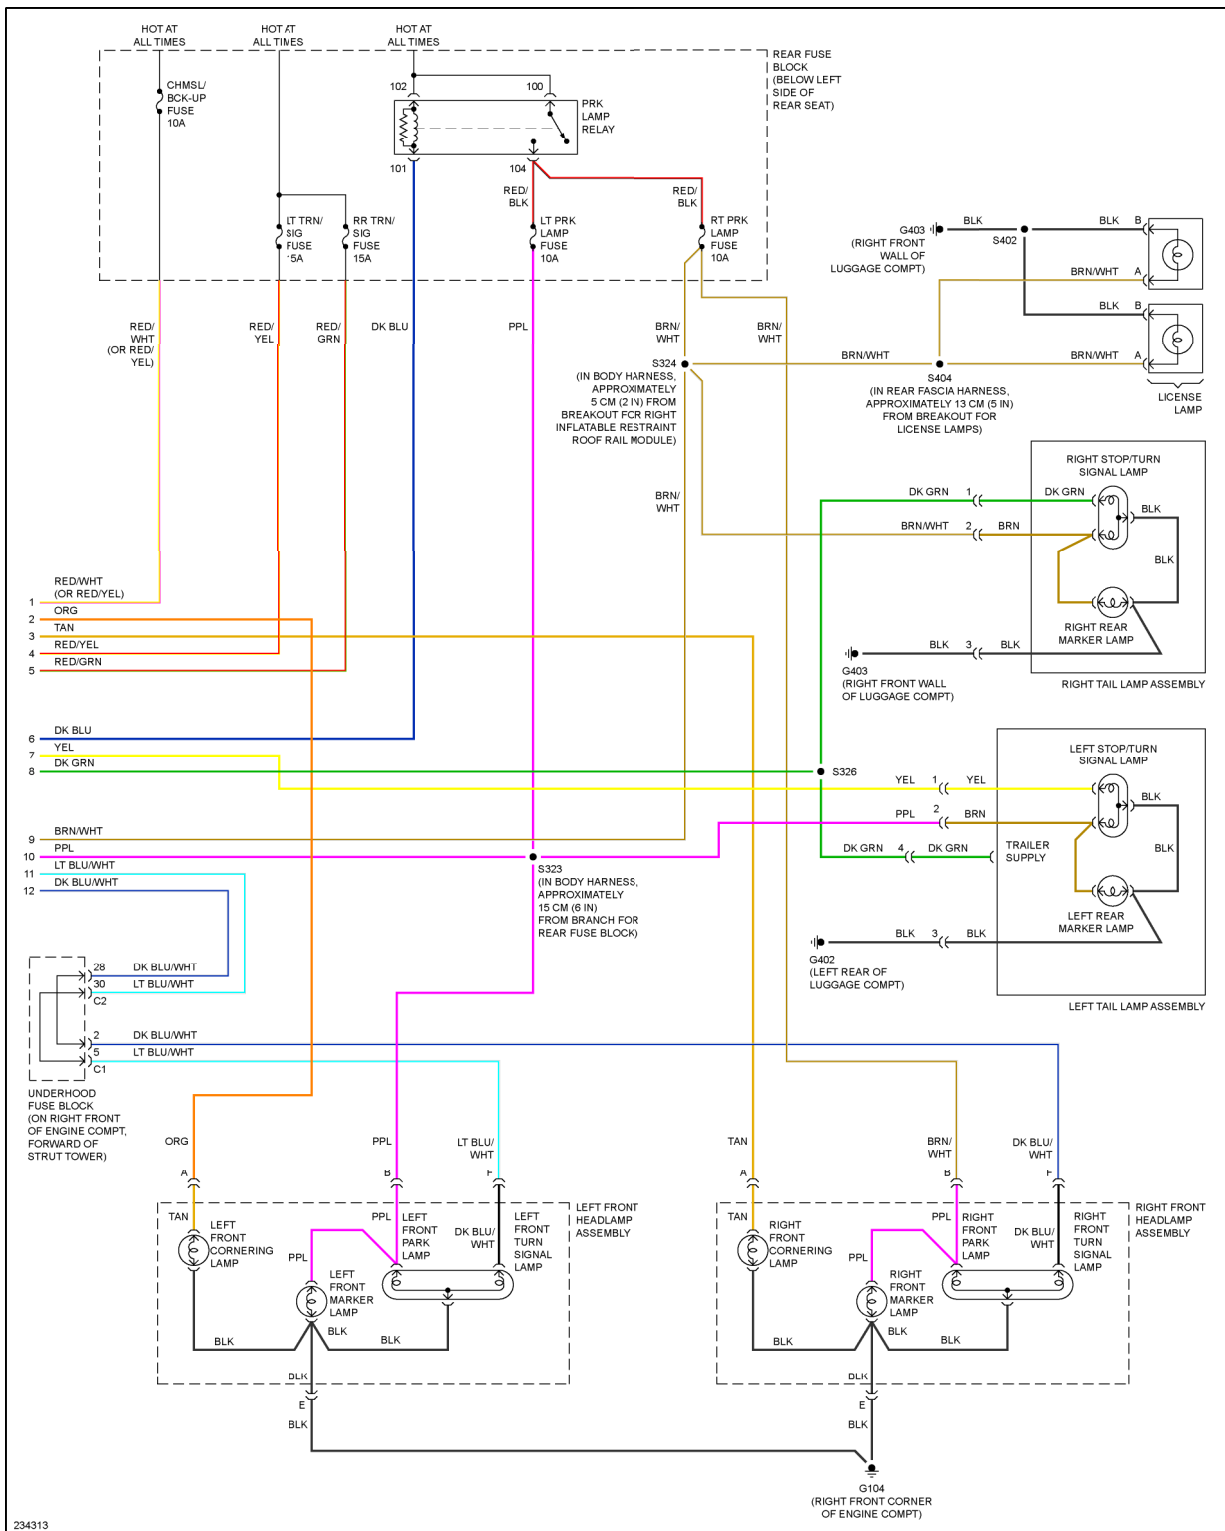 HOT AT
ALL TIMES
HOT AT
ALL TIMES
HOT AT
ALL TIMES
REAR FUSE
BLOCK
(BELOW LEFT
SIDE OF
REAR SEAT)
CHMSL/
BCK-UP
FUSE
10A
102
100
PRK
LAMP
RELAY
101
104
RED/
BLK
RED/
BLK
LT TRN/
SIG
FUSE
15A
RR TRN/
SIG
FUSE
15A
LT PRK
LAMP
FUSE
10A
RT PRK
LAMP
FUSE
10A
G403
(RIGHT FRONT
WALL OF
LUGGAGE COMPT)
BLK
S402
BLK
B
BRN/WHT
A
BLK
B
BRN/WHT
A
LICENSE
LAMP
RED/
WHT
(OR RED/
YEL)
RED/
YEL
RED/
GRN
DK BLU
PPL
BRN/
WHT
BRN/
WHT
BRN/WHT
S324
(IN BODY HARNESS,
APPROXIMATELY
5 CM (2 IN) FROM
BREAKOUT FOR RIGHT
INFLATABLE RESTRAINT
ROOF RAIL MODULE)
S404
(IN REAR FASCIA HARNESS,
APPROXIMATELY 13 CM (5 IN)
FROM BREAKOUT FOR
LICENSE LAMPS)
BRN/
WHT
RIGHT STOP/TURN
SIGNAL LAMP
DK GRN
1
DK GRN
BLK
BRN/WHT
2
BRN
BLK
RIGHT REAR
MARKER LAMP
BLK
3
BLK
G403
(RIGHT FRONT WALL
OF LUGGAGE COMPT)
RIGHT TAIL LAMP ASSEMBLY
1
RED/WHT
(OR RED/YEL)
2
ORG
3
TAN
4
RED/YEL
5
RED/GRN
6
DK BLU
7
YEL
8
DK GRN
S326
LEFT STOP/TURN
SIGNAL LAMP
YEL
1
YEL
BLK
PPL
2
BRN
DK GRN
4
DK GRN
TRAILER
SUPPLY
BLK
LEFT REAR
MARKER LAMP
BLK
3
BLK
G402
(LEFT REAR OF
LUGGAGE COMPT)
LEFT TAIL LAMP ASSEMBLY
9
BRN/WHT
10
PPL
11
LT BLU/WHT
12
DK BLU/WHT
S323
(IN BODY HARNESS,
APPROXIMATELY
15 CM (6 IN)
FROM BRANCH FOR
REAR FUSE BLOCK)
28
DK BLU/WHT
30
LT BLU/WHT
C2
2
DK BLU/WHT
5
LT BLU/WHT
C1
UNDERHOOD
FUSE BLOCK
(ON RIGHT FRONT
OF ENGINE COMPT,
FORWARD OF
STRUT TOWER)
ORG
PPL
LT BLU/
WHT
TAN
BRN/
WHT
DK BLU/
WHT
A
B
F
A
B
F
TAN
LEFT
FRONT
CORNERING
LAMP
PPL
LEFT
FRONT
PARK
LAMP
DK BLU/
WHT
LEFT
FRONT
TURN
SIGNAL
LAMP
LEFT FRONT
HEADLAMP
ASSEMBLY
PPL
LEFT
FRONT
MARKER
LAMP
BLK
BLK
BLK
BLK
E
BLK
TAN
RIGHT
FRONT
CORNERING
LAMP
PPL
RIGHT
FRONT
PARK
LAMP
DK BLU/
WHT
RIGHT
FRONT
TURN
SIGNAL
LAMP
RIGHT FRONT
HEADLAMP
ASSEMBLY
PPL
RIGHT
FRONT
MARKER
LAMP
BLK
BLK
BLK
BLK
E
BLK
G104
(RIGHT FRONT CORNER
OF ENGINE COMPT)
234313